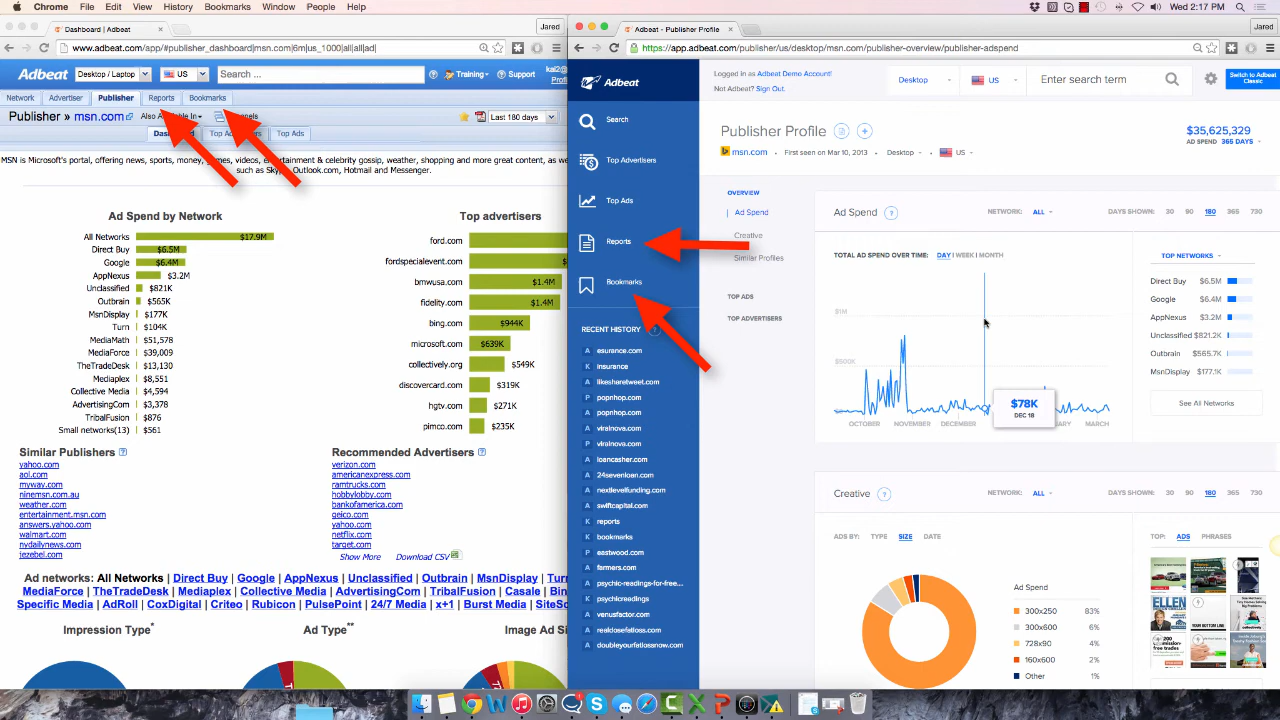 Chrome File Edit View History Bookmarks Window People Help
Wed 2:17 PM
Dashboard | Adbeat
Jared
www.adbeat.com/app/#publisher_dashboard|msn.com|6m|us_1000|all|all|ad|
Adbeat
Desktop / Laptop
US
Search ...
Training
Support
kai2@
Profi
Network Advertiser Publisher Reports Bookmarks
Publisher » msn.com
Also Available In
Last 180 days
Top Ads
MSN is Microsoft's portal, offering news, sports, money, games, videos, entertainment & celebrity gossip, weather, shopping and more great content, as we
such as Skype, Outlook.com, Hotmail and Messenger.
Ad Spend by Network
All Networks $17.9M
Direct Buy $6.5M
Google $6.4M
AppNexus $3.2M
Unclassified $821K
Outbrain $565K
MsnDisplay $177K
Turn $104K
MediaMath $51,578
MediaForce $39,009
TheTradeDesk $13,130
Mediaplex $8,551
Collective Media $4,594
AdvertisingCom $3,378
TribalFusion $876
Small networks(13) $561
Top advertisers
ford.com
fordspecialevent.com
bmwusa.com $1.4M
fidelity.com $1.4M
bing.com $944K
microsoft.com $639K
collectively.org $549K
discovercard.com $319K
hgtv.com $271K
pimco.com $235K
Similar Publishers
yahoo.com
aol.com
myway.com
ninemsn.com.au
weather.com
entertainment.msn.com
answers.yahoo.com
walmart.com
nydailynews.com
jezebel.com
Recommended Advertisers
verizon.com
americanexpress.com
ramtrucks.com
hobbylobby.com
bankofamerica.com
geico.com
yahoo.com
netflix.com
target.com
Show More Download CSV
Ad networks: All Networks | Direct Buy | Google | AppNexus | Unclassified | Outbrain | MsnDisplay | Turn
MediaForce | TheTradeDesk | Mediaplex | Collective Media | AdvertisingCom | TribalFusion | Casale | Bin
Specific Media | AdRoll | CoxDigital | Criteo | Rubicon | PulsePoint | 24/7 Media | x+1 | Burst Media | SiteSc
Impression Type*
Ad Type**
Image Ad Si
Adbeat - Publisher Profile
Jared
https://app.adbeat.com/publisher/us/desktop/msn.com/publisher-overview/publisher-adspend
Adbeat
Search
Top Advertisers
Top Ads
Reports
Bookmarks
RECENT HISTORY
A esurance.com
K insurance
A likesharetweet.com
K popnhop.com
A popnhop.com
A viralnova.com
P viralnova.com
A loancasher.com
A 24sevenloan.com
A nextlevelfunding.com
A swiftcapital.com
K reports
K bookmarks
P eastwood.com
A farmers.com
A psychic-readings-for-free...
K psychicreadings
A venusfactor.com
A realdosefatloss.com
A doubleyourfatlossnow.com
Logged in as Adbeat Demo Account!
Not Adbeat? Sign Out.
Desktop
US
Enter search term
Switch to Adbeat
Classic
Publisher Profile
msn.com First seen on Mar 10, 2013 Desktop US
$35,625,329
AD SPEND 365 DAYS
OVERVIEW
Ad Spend
Creative
Similar Profiles
TOP ADS
TOP ADVERTISERS
Ad Spend
NETWORK: ALL
DAYS SHOWN: 30 90 180 365 730
TOTAL AD SPEND OVER TIME: DAY | WEEK | MONTH
$1M
$500K
$78K
DEC 18
OCTOBER NOVEMBER DECEMBER MARCH
TOP NETWORKS
Direct Buy $6.5M
Google $6.4M
AppNexus $3.2M
Unclassified $821.2K
Outbrain $565.7K
MsnDisplay $177.1K
See All Networks
Creative
NETWORK: ALL
DAYS SHOWN: 30 90 180 365 730
ADS BY: TYPE SIZE DATE
TOP: ADS PHRASES
Ad Spend
300x250 83%
300x600 6%
728x90 4%
160x600 2%
Other 1%
ELLEN
YOUR BOTTOM LINE